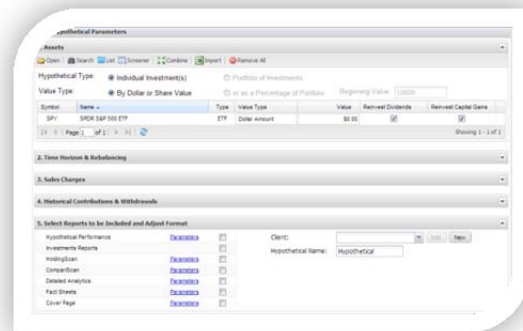 Hypothetical Parameters
Assets
Open Search List Screener Combine Import Remove All
Hypothetical Type: Individual Investment(s) Portfolio of Investments
Value Type: By Dollar or Share Value or as a Percentage of Portfolio Beginning Value: 10000
Symbol Name Type Value Type Value Reinvest Dividends Reinvest Capital Gains
SPY SPDR S&P 500 ETF ETF Dollar Amount $0.00
Page 1 of 1 Showing 1 - 1 of 1
2. Time Horizon & Rebalancing
3. Sales Charges
4. Historical Contributions & Withdrawals
5. Select Reports to be Included and Adjust Format
Hypothetical Performance Parameters Client: Edit New
Investments Reports Hypothetical Name: Hypothetical
HoldingScan Parameters
CompanScan Parameters
Detailed Analytics Parameters
Fact Sheets Parameters
Cover Page Parameters